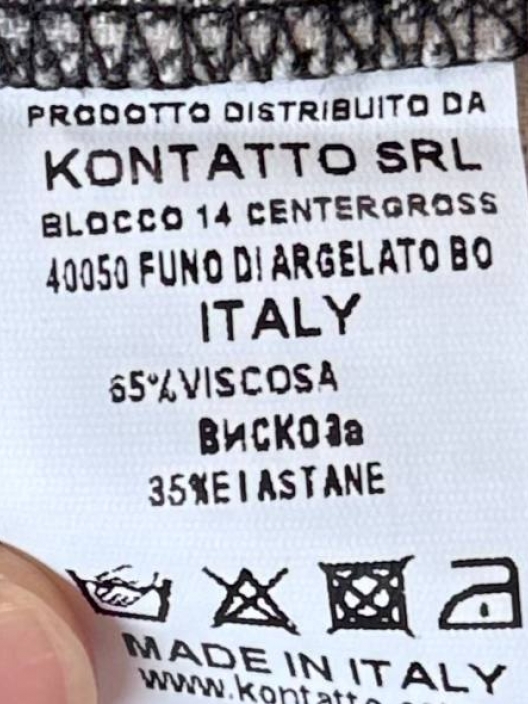 PRODOTTO DISTRIBUITO DA
KONTATTO SRL
BLOCCO 14 CENTERGROSS
40050 FUNO DI ARGELATO BO
ITALY
65% VISCOSA
вискоза
35% ElASTANE
MADE IN ITALY